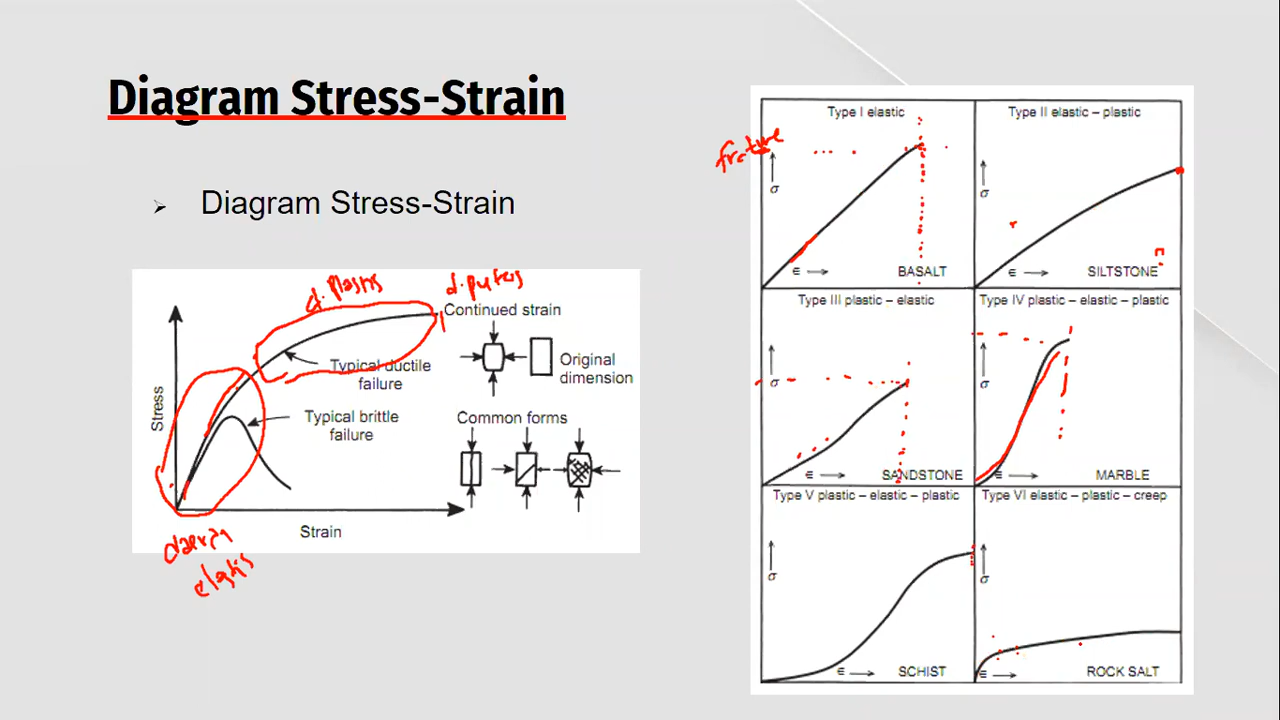 Diagram Stress-Strain
➢ Diagram Stress-Strain
d. plastis
d. putus
Continued strain
Typical ductile
failure
Original
dimension
Typical brittle
failure
Common forms
Stress
Strain
daerah
elastis
fracture
Type I elastic
σ
ϵ
BASALT
Type II elastic – plastic
σ
ϵ
SILTSTONE
Type III plastic – elastic
σ
ϵ
SANDSTONE
Type IV plastic – elastic – plastic
σ
ϵ
MARBLE
Type V plastic – elastic – plastic
σ
ϵ
SCHIST
Type VI elastic – plastic – creep
σ
ϵ
ROCK SALT